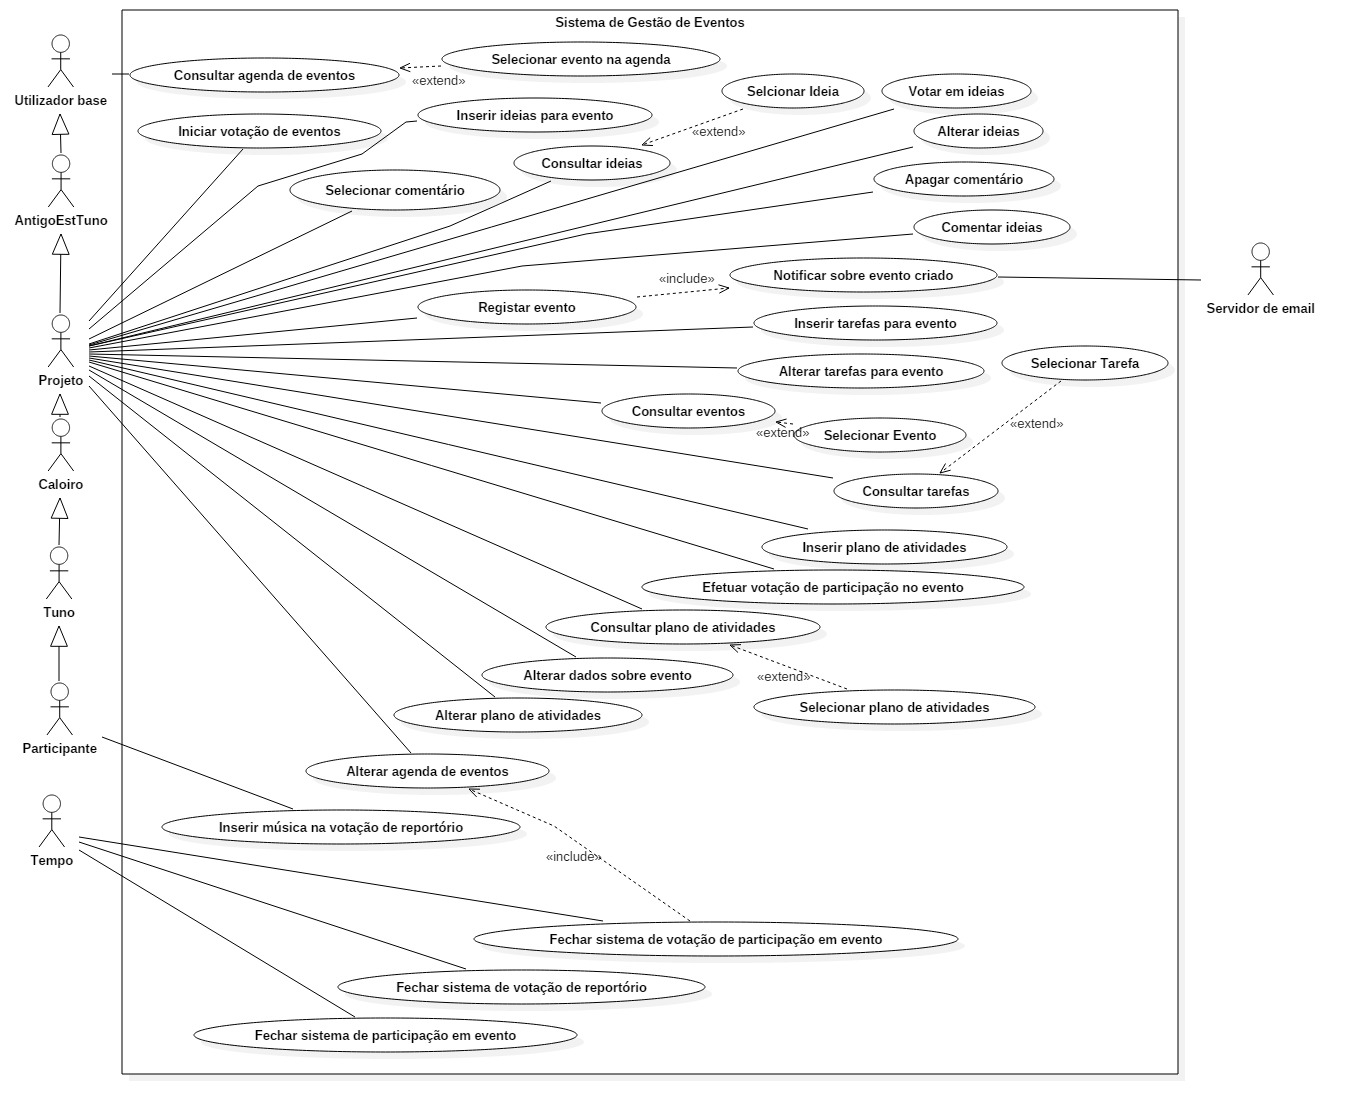 Sistema de Gestão de Eventos
Utilizador base
Consultar agenda de eventos
«extend»
Selecionar evento na agenda
Selcionar Ideia
Votar em ideias
Iniciar votação de eventos
Inserir ideias para evento
«extend»
Alterar ideias
Consultar ideias
Selecionar comentário
Apagar comentário
AntigoEstTuno
Comentar ideias
«include»
Notificar sobre evento criado
Servidor de email
Registar evento
Inserir tarefas para evento
Projeto
Alterar tarefas para evento
Selecionar Tarefa
Consultar eventos
«extend»
Selecionar Evento
«extend»
Caloiro
Consultar tarefas
Inserir plano de atividades
Efetuar votação de participação no evento
Tuno
Consultar plano de atividades
Alterar dados sobre evento
«extend»
Selecionar plano de atividades
Alterar plano de atividades
Participante
Alterar agenda de eventos
Inserir música na votação de reportório
«include»
Tempo
Fechar sistema de votação de participação em evento
Fechar sistema de votação de reportório
Fechar sistema de participação em evento